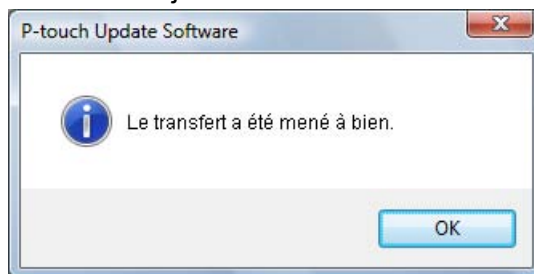 P-touch Update Software
Le transfert a été mené à bien.
OK